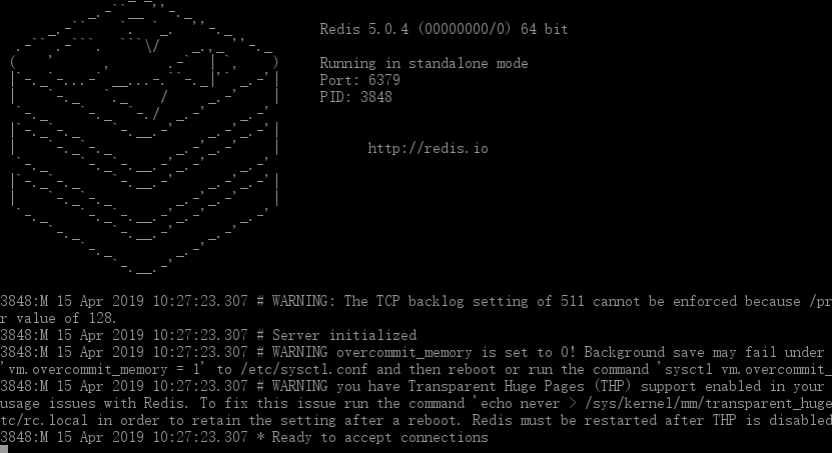 Redis 5.0.4 (00000000/0) 64 bit
Running in standalone mode
Port: 6379
PID: 3848
http://redis.io
3848:M 15 Apr 2019 10:27:23.307 # WARNING: The TCP backlog setting of 511 cannot be enforced because /pr
r value of 128.
3848:M 15 Apr 2019 10:27:23.307 # Server initialized
3848:M 15 Apr 2019 10:27:23.307 # WARNING overcommit_memory is set to 0! Background save may fail under
'vm.overcommit_memory = 1' to /etc/sysctl.conf and then reboot or run the command 'sysctl vm.overcommit_
3848:M 15 Apr 2019 10:27:23.307 # WARNING you have Transparent Huge Pages (THP) support enabled in your
usage issues with Redis. To fix this issue run the command 'echo never > /sys/kernel/mm/transparent_huge
tc/rc.local in order to retain the setting after a reboot. Redis must be restarted after THP is disabled
3848:M 15 Apr 2019 10:27:23.307 * Ready to accept connections